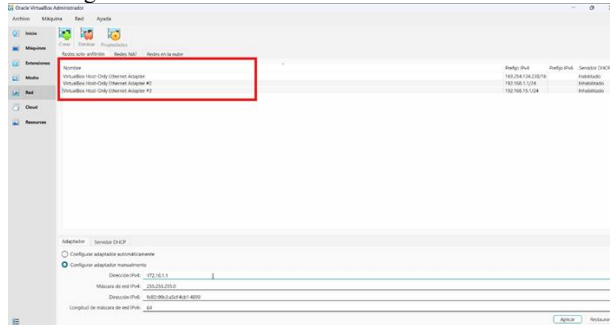 Oracle VirtualBox Administrador
Archivo Máquina Red Ayuda
Inicio
Máquinas
Extensiones
Medio
Red
Cloud
Resources
Crear Eliminar Propiedades
Redes solo-anfitrión Redes NAT Redes en la nube
Nombre Prefijo IPv4 Prefijo IPv6 Servidor DHCP
VirtualBox Host-Only Ethernet Adapter Habilitado
VirtualBox Host-Only Ethernet Adapter #2 192.168.1.1/24 Inhabilitado
VirtualBox Host-Only Ethernet Adapter #3 192.168.15.1/24 Inhabilitado
Adaptador Servidor DHCP
Configurar adaptador automáticamente
Configurar adaptador manualmente
Dirección IPv4: 172.16.1.1
Máscara de red IPv4: 255.255.255.0
Dirección IPv6:
Longitud de máscara de red IPv6: 64
Aplicar Restaurar